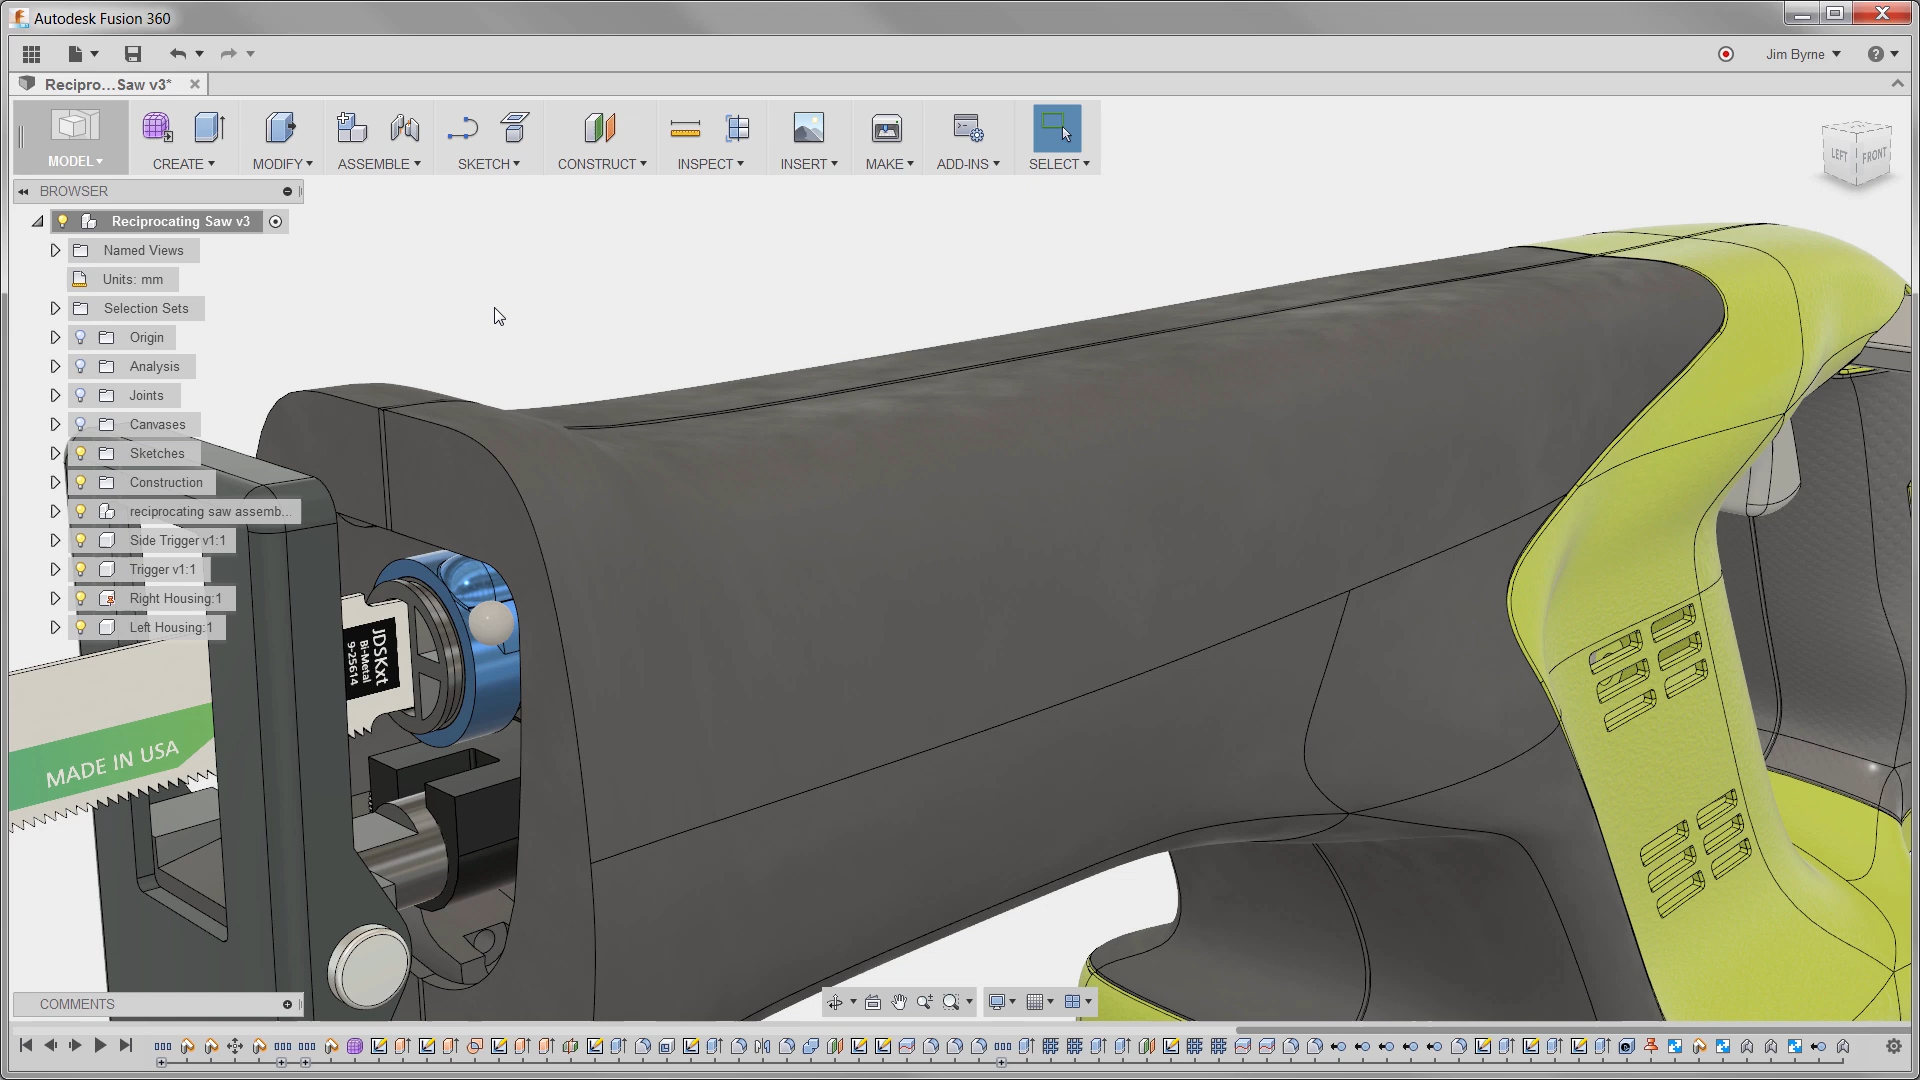 Autodesk Fusion 360
Jim Byrne
Recipro...Saw v3*
MODEL
CREATE
MODIFY
ASSEMBLE
SKETCH
CONSTRUCT
INSPECT
INSERT
MAKE
ADD-INS
SELECT
LEFT
FRONT
BROWSER
Reciprocating Saw v3
Named Views
Units: mm
Selection Sets
Origin
Analysis
Joints
Canvases
Sketches
Construction
reciprocating saw assemb...
Side Trigger v1:1
Trigger v1:1
Right Housing:1
Left Housing:1
JDSKxt
Bi-Metal
9-25614
MADE IN USA
COMMENTS